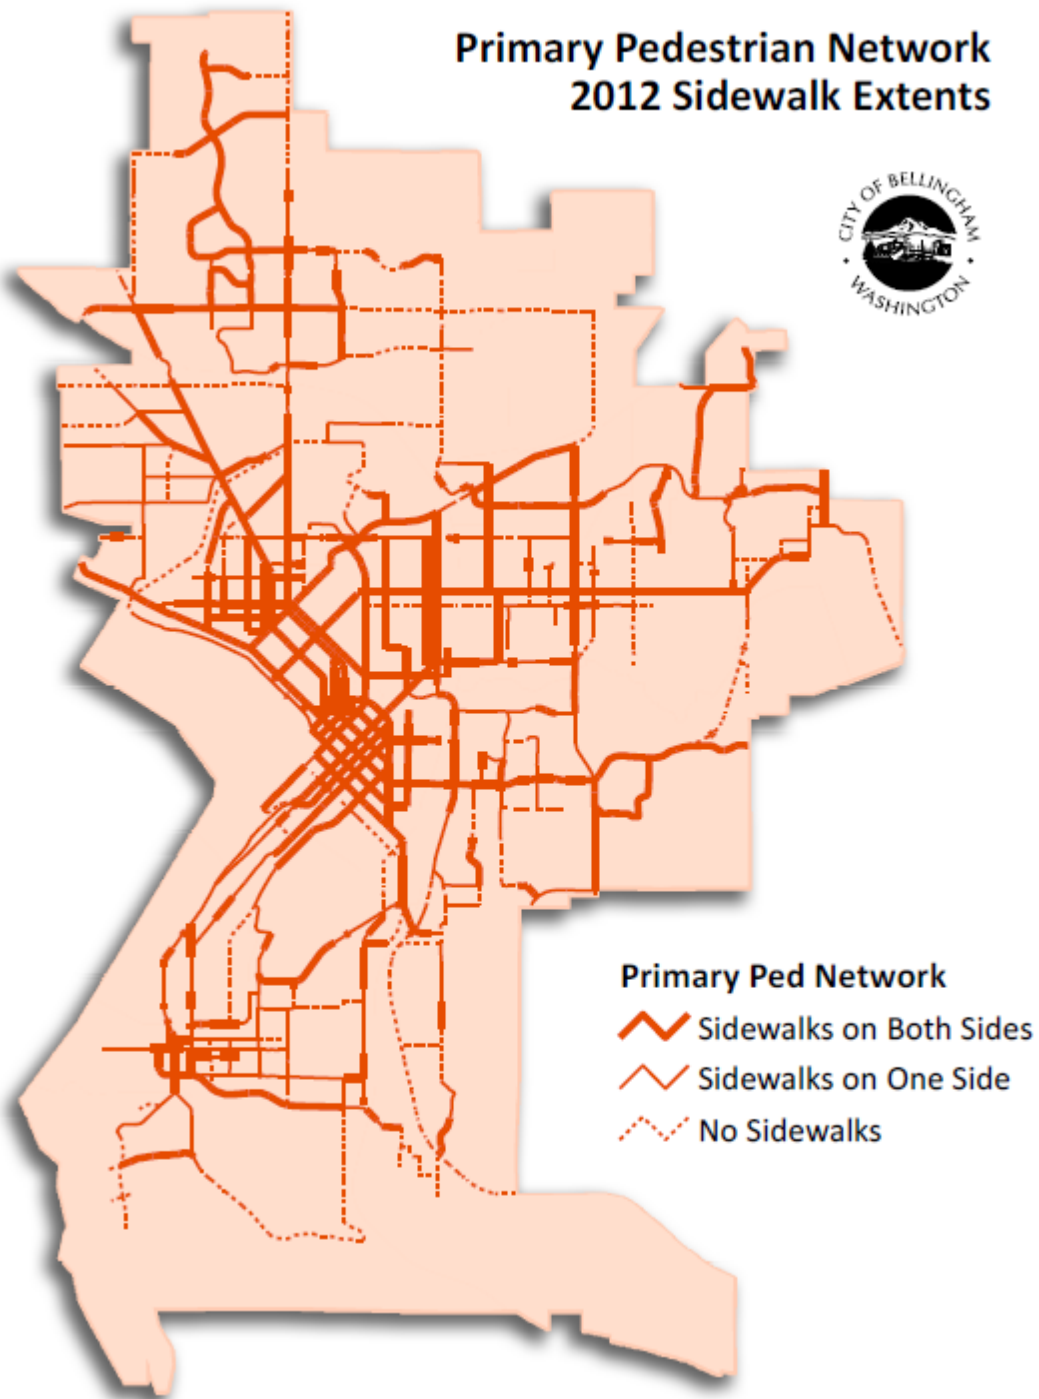 Primary Pedestrian Network
2012 Sidewalk Extents
CITY OF BELLINGHAM
• WASHINGTON •
Primary Ped Network
Sidewalks on Both Sides
Sidewalks on One Side
No Sidewalks